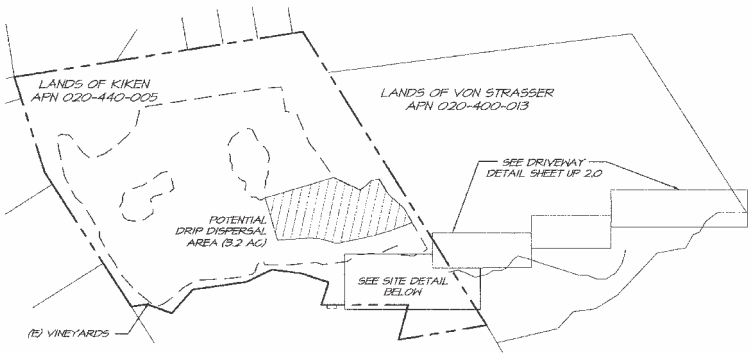 LANDS OF KIKEN
APN 020-440-005
LANDS OF VON STRASSER
APN 020-400-013
SEE DRIVEWAY
DETAIL SHEET UP 2.0
POTENTIAL
DRIP DISPERSAL
AREA (3.2 AC)
SEE SITE DETAIL
BELOW
(E) VINEYARDS